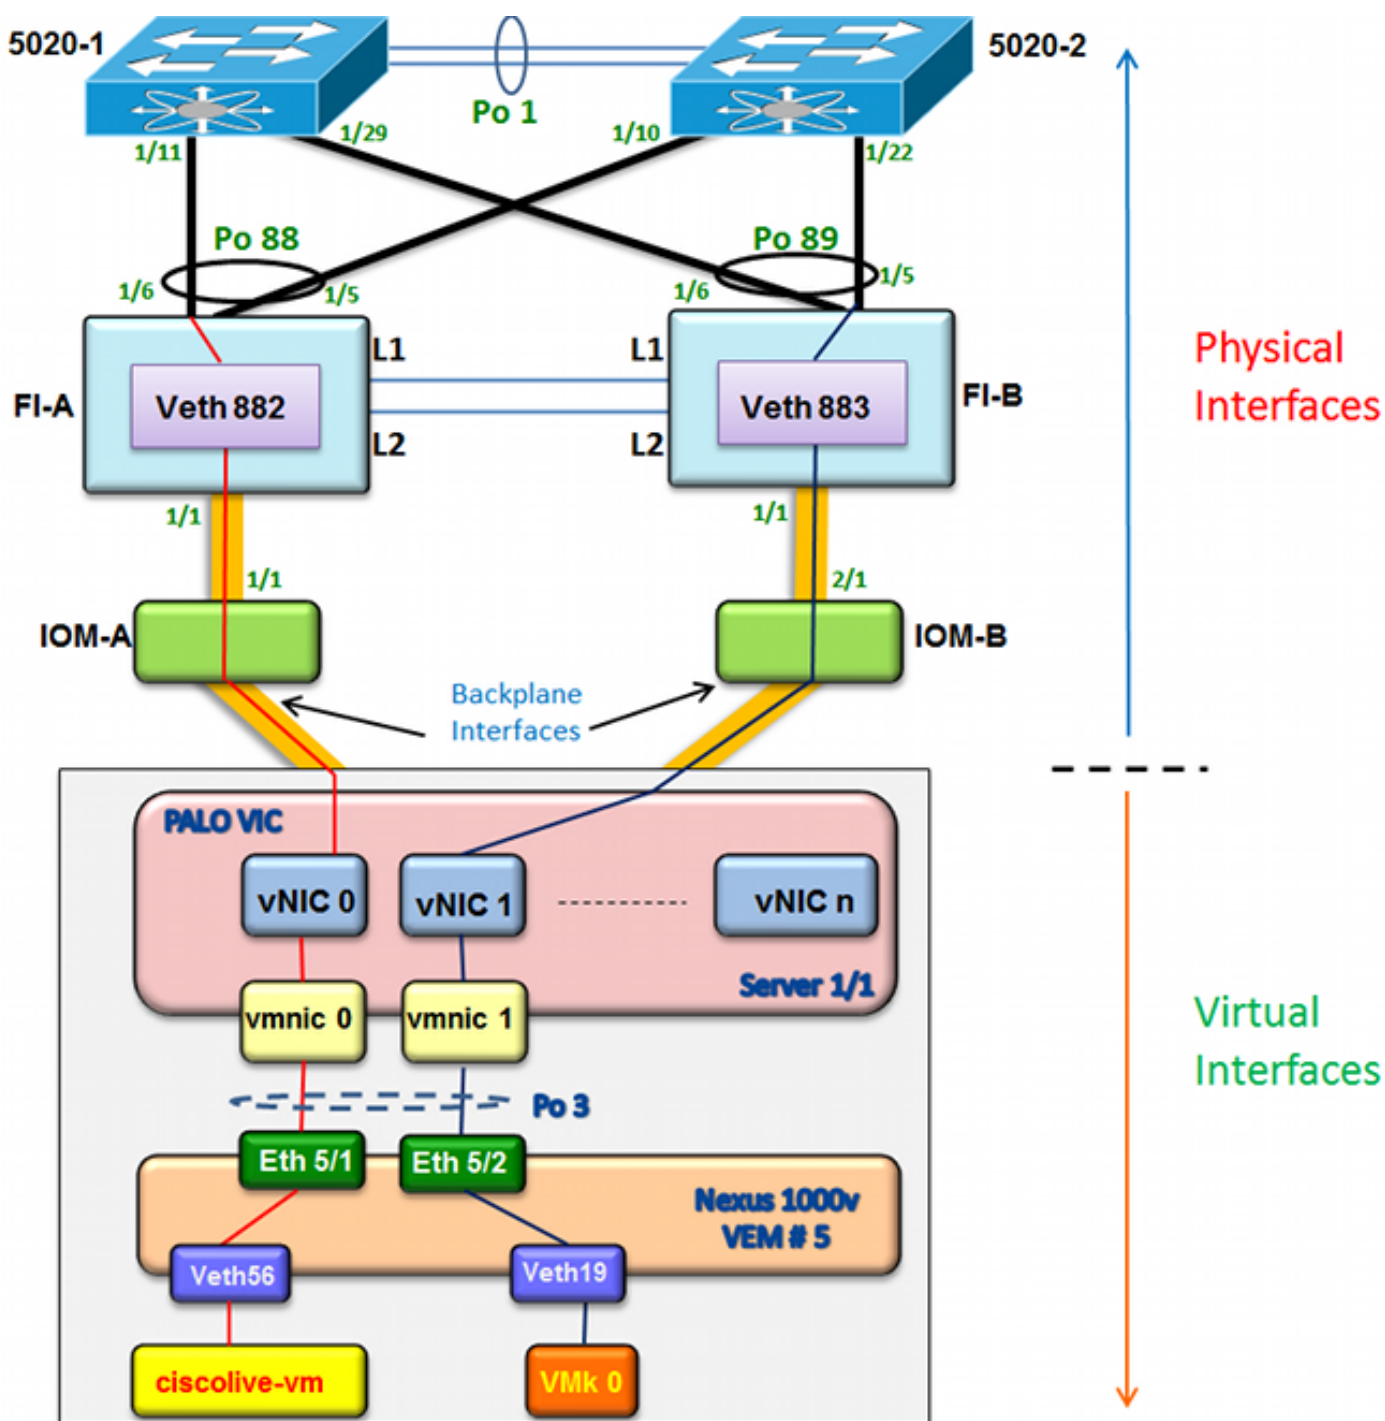 5020-1
5020-2
Po 1
1/11
1/29
1/10
1/22
Po 88
Po 89
1/6
1/5
1/6
1/5
L1
L1
FI-A
Veth 882
Veth 883
FI-B
L2
L2
Physical
Interfaces
1/1
1/1
1/1
2/1
IOM-A
IOM-B
Backplane
Interfaces
PALO VIC
vNIC 0
vNIC 1
vNIC n
Server 1/1
vmnic 0
vmnic 1
Virtual
Interfaces
Po 3
Eth 5/1
Eth 5/2
Nexus 1000v
VEM # 5
Veth56
Veth19
ciscolive-vm
VMk 0